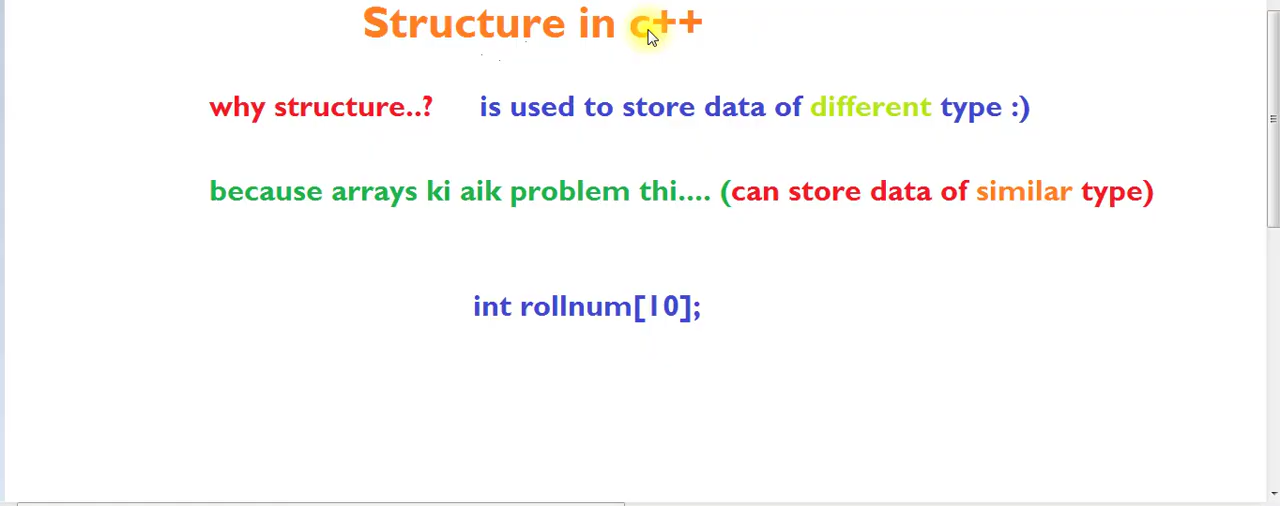 Structure in c++
why structure..? is used to store data of different type :)
because arrays ki aik problem thi.... (can store data of similar type)
int rollnum[10];